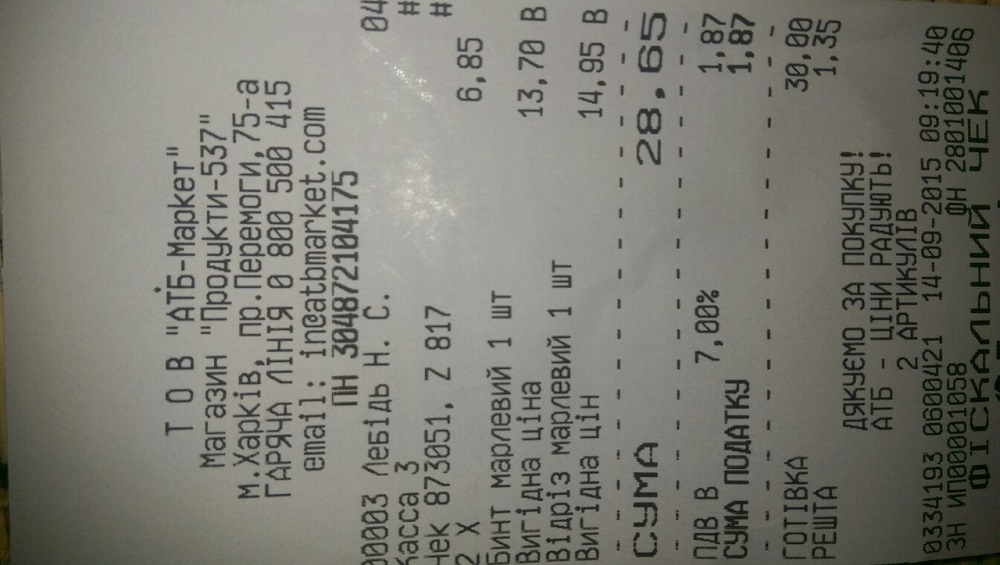 Т О В "АТБ-Маркет"
Магазин "Продукти-537"
м.Харків, пр.Перемоги,75-а
ГАРЯЧА ЛІНІЯ 0 800 500 415
email: in@atbmarket.com
ПН 304872104175
00003 Лебідь Н. С. 04
Касса 3 #
Чек 873051, Z 817 #
2 X 6,85
Бинт марлевий 1 шт
Вигідна ціна 13,70 В
Відріз марлевий 1 шт
Вигідна цін 14,95 В
СУМА 28,65
ПДВ В 7,00% 1,87
СУМА ПОДАТКУ 1,87
ГОТІВКА 30,00
РЕШТА 1,35
ДЯКУЄМО ЗА ПОКУПКУ!
АТБ - ЦІНИ РАДУЮТЬ!
2 АРТИКУЛІВ
0334193 0600421 14-09-2015 09:19:40
ЗН ИП00001058 ФН 2801001406
ФІСКАЛЬНИЙ ЧЕК